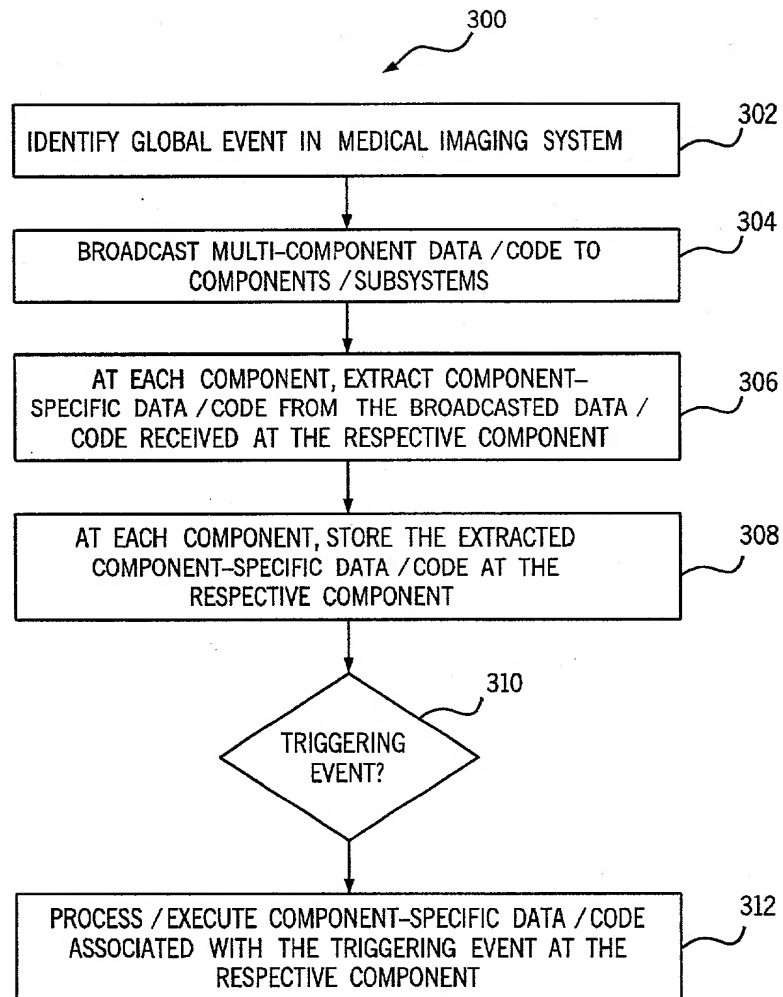 300
IDENTIFY GLOBAL EVENT IN MEDICAL IMAGING SYSTEM
302
BROADCAST MULTI-COMPONENT DATA / CODE TO
COMPONENTS / SUBSYSTEMS
304
AT EACH COMPONENT, EXTRACT COMPONENT-
SPECIFIC DATA / CODE FROM THE BROADCASTED DATA /
CODE RECEIVED AT THE RESPECTIVE COMPONENT
306
AT EACH COMPONENT, STORE THE EXTRACTED
COMPONENT-SPECIFIC DATA / CODE AT THE
RESPECTIVE COMPONENT
308
310
TRIGGERING
EVENT?
PROCESS / EXECUTE COMPONENT-SPECIFIC DATA / CODE
ASSOCIATED WITH THE TRIGGERING EVENT AT THE
RESPECTIVE COMPONENT
312